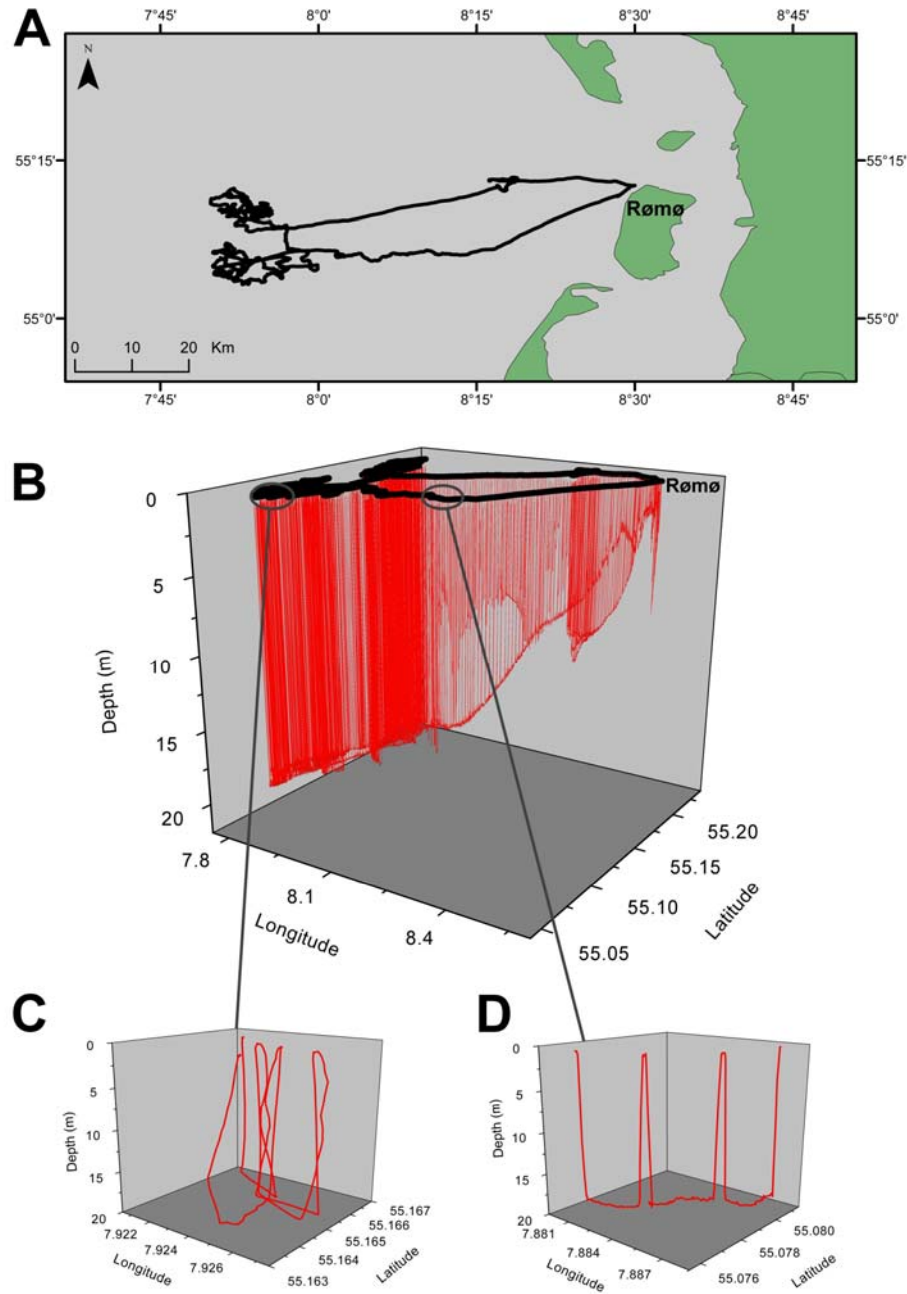 A
7°45' 8°0' 8°15' 8°30' 8°45'
N
55°15' 55°15'
Rømø
55°0' 55°0'
0 10 20 Km
7°45' 8°0' 8°15' 8°30' 8°45'
B
0
Rømø
5
10
15
20
Depth (m)
7.8
8.1
8.4
Longitude
55.20
55.15
55.10
55.05
Latitude
C
0
5
10
15
20
Depth (m)
7.922
7.924
7.926
Longitude
55.167
55.166
55.165
55.164
55.163
Latitude
D
0
5
10
15
20
Depth (m)
7.881
7.884
7.887
Longitude
55.080
55.078
55.076
Latitude